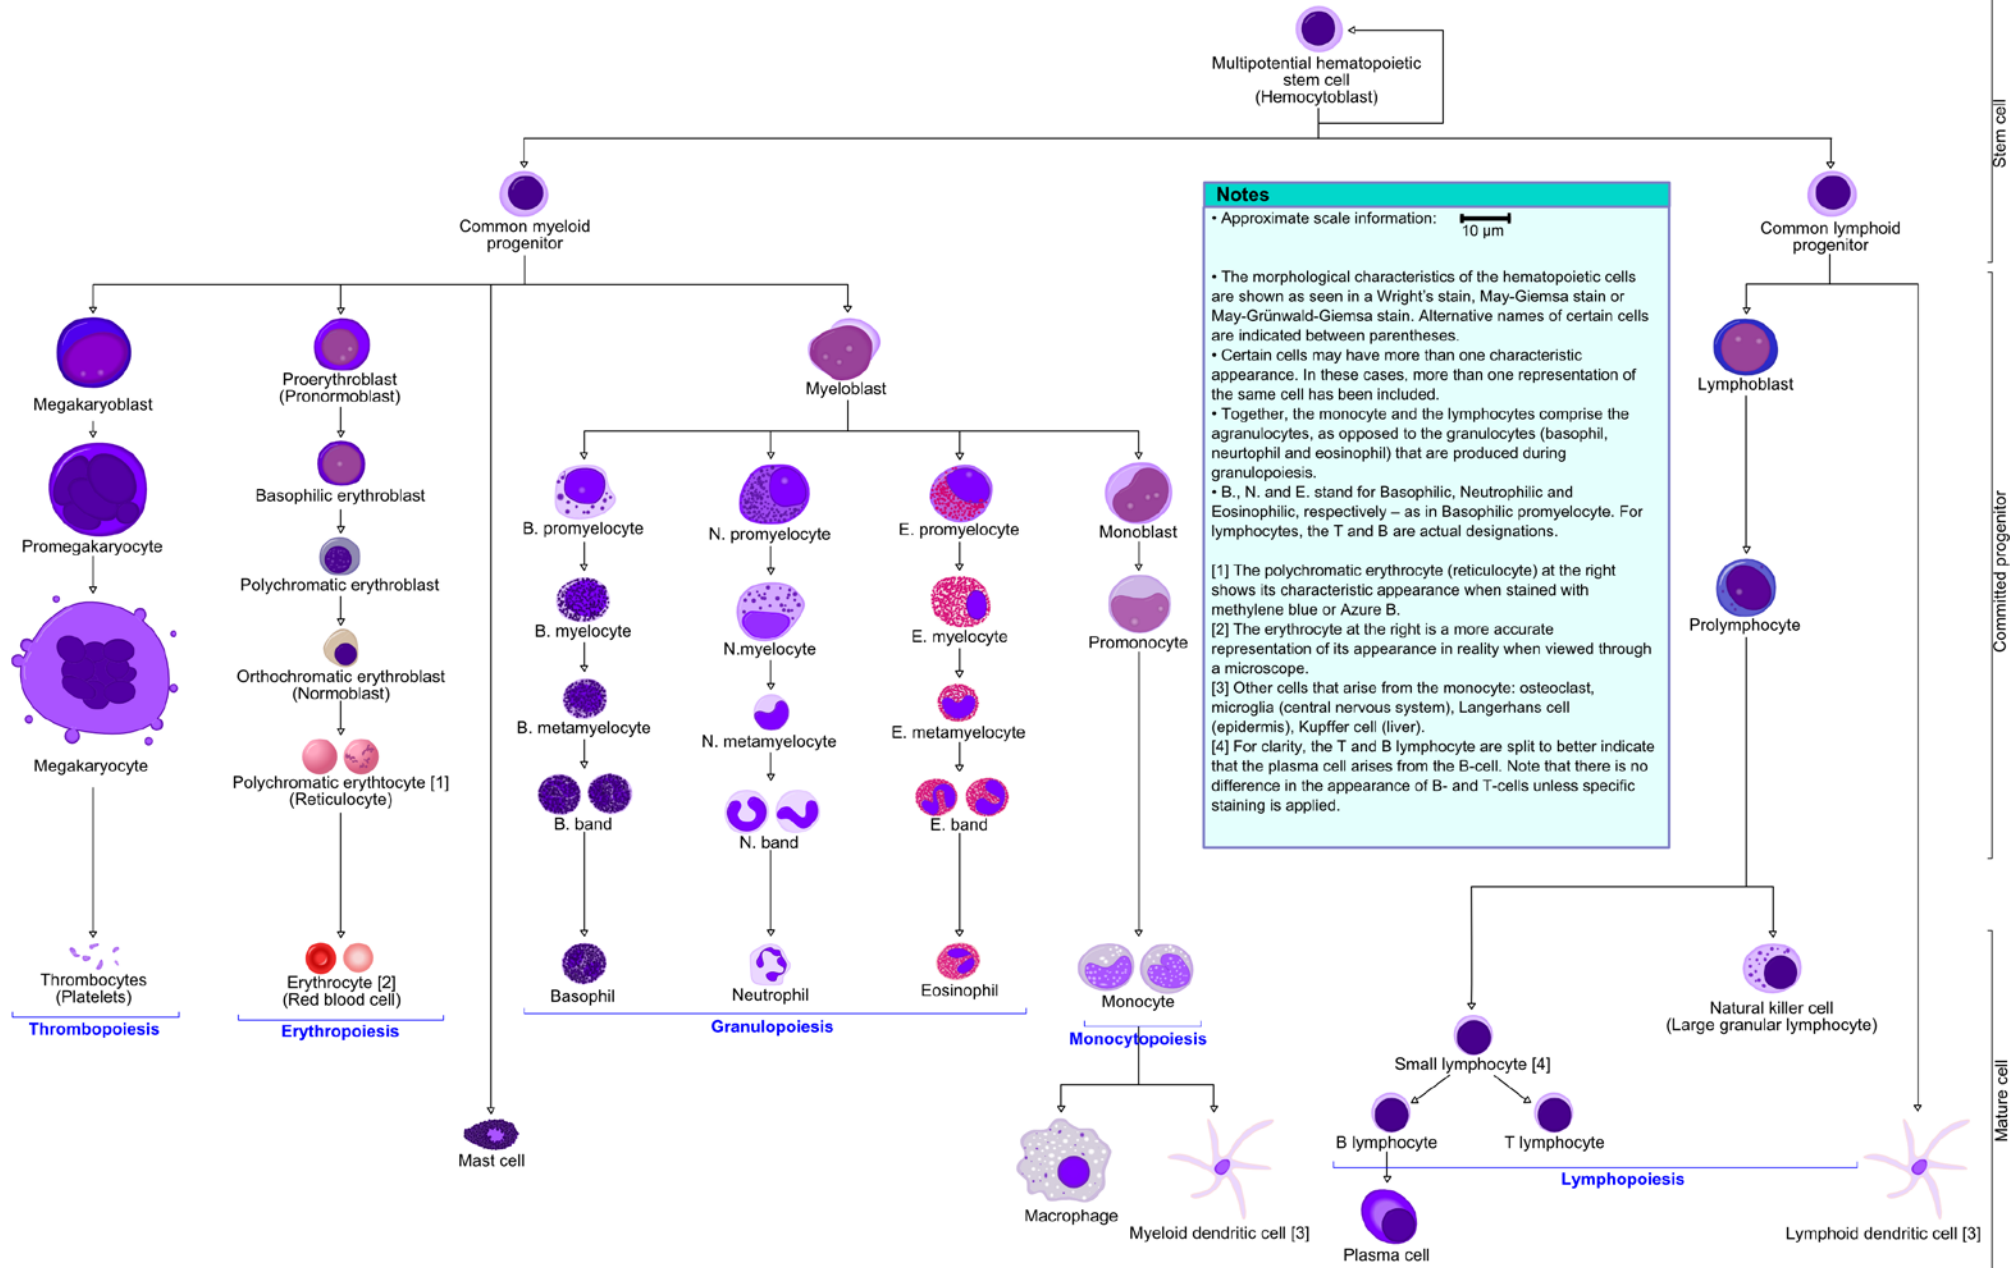 Multipotential hematopoietic
stem cell
(Hemocytoblast)
Stem cell
Common myeloid
progenitor
Common lymphoid
progenitor
Notes
• Approximate scale information:
10 µm
• The morphological characteristics of the hematopoietic cells
are shown as seen in a Wright's stain, May-Giemsa stain or
May-Grünwald-Giemsa stain. Alternative names of certain cells
are indicated between parentheses.
• Certain cells may have more than one characteristic
appearance. In these cases, more than one representation of
the same cell has been included.
• Together, the monocyte and the lymphocytes comprise the
agranulocytes, as opposed to the granulocytes (basophil,
neurtophil and eosinophil) that are produced during
granulopoiesis.
• B., N. and E. stand for Basophilic, Neutrophilic and
Eosinophilic, respectively – as in Basophilic promyelocyte. For
lymphocytes, the T and B are actual designations.
[1] The polychromatic erythrocyte (reticulocyte) at the right
shows its characteristic appearance when stained with
methylene blue or Azure B.
[2] The erythrocyte at the right is a more accurate
representation of its appearance in reality when viewed through
a microscope.
[3] Other cells that arise from the monocyte: osteoclast,
microglia (central nervous system), Langerhans cell
(epidermis), Kupffer cell (liver).
[4] For clarity, the T and B lymphocyte are split to better indicate
that the plasma cell arises from the B-cell. Note that there is no
difference in the appearance of B- and T-cells unless specific
staining is applied.
Megakaryoblast
Proerythroblast
(Pronormoblast)
Myeloblast
Lymphoblast
Promegakaryocyte
Basophilic erythroblast
B. promyelocyte
N. promyelocyte
E. promyelocyte
Monoblast
Committed progenitor
Polychromatic erythroblast
B. myelocyte
N.myelocyte
E. myelocyte
Promonocyte
Prolymphocyte
Orthochromatic erythroblast
(Normoblast)
B. metamyelocyte
N. metamyelocyte
E. metamyelocyte
Megakaryocyte
Polychromatic erythtocyte [1]
(Reticulocyte)
B. band
N. band
E. band
Thrombocytes
(Platelets)
Erythrocyte [2]
(Red blood cell)
Basophil
Neutrophil
Eosinophil
Monocyte
Natural killer cell
(Large granular lymphocyte)
Thrombopoiesis
Erythropoiesis
Granulopoiesis
Monocytopoiesis
Small lymphocyte [4]
Mature cell
B lymphocyte
T lymphocyte
Mast cell
Lymphopoiesis
Macrophage
Myeloid dendritic cell [3]
Plasma cell
Lymphoid dendritic cell [3]